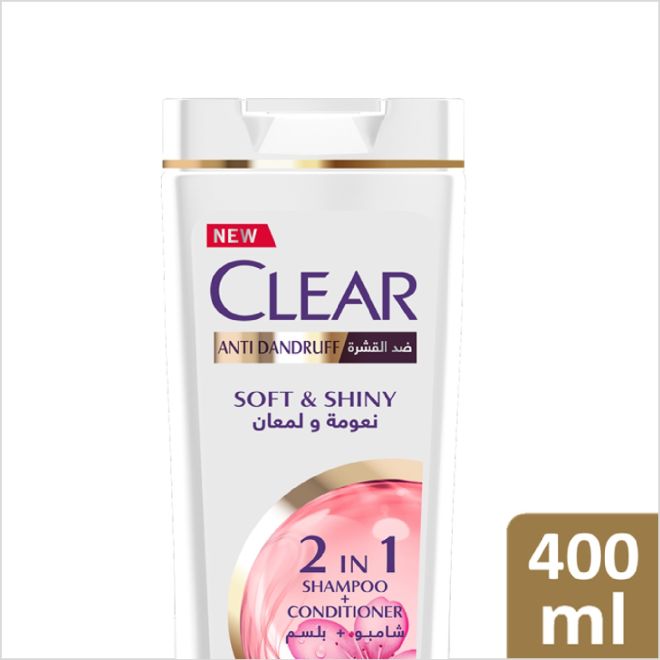 NEW
CLEAR
ANTI DANDRUFF ضد القشرة
SOFT & SHINY
نعومة و لمعان
2 IN 1
SHAMPOO
+
CONDITIONER
شامبو + بلسم
400
ml